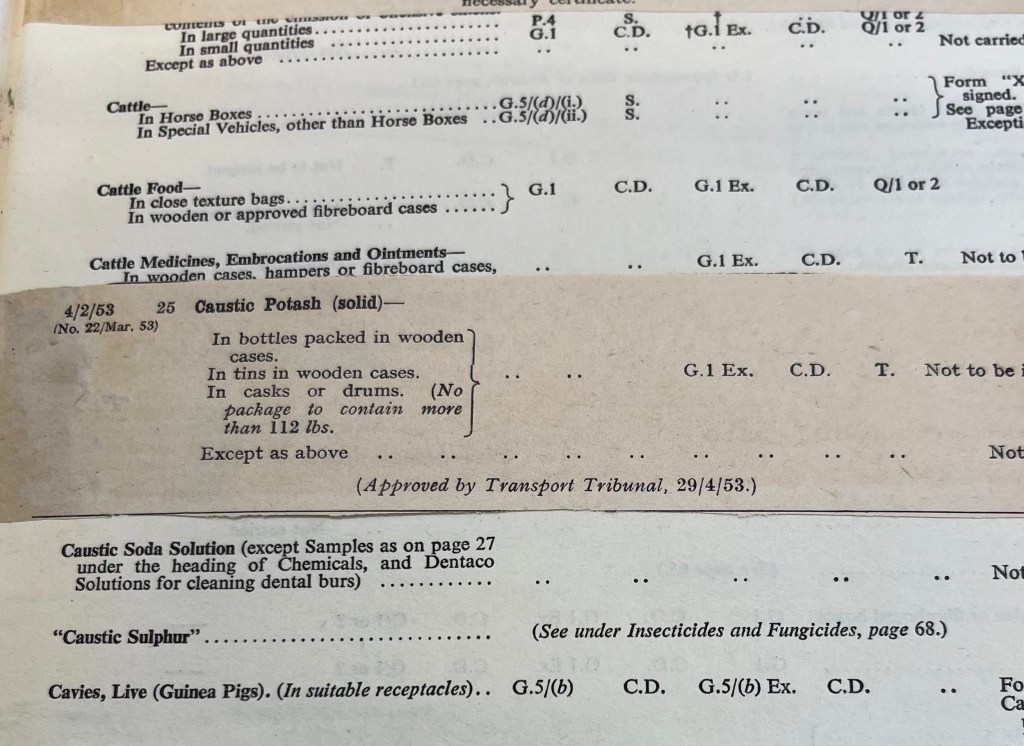 necessary certificate.
In large quantities P.4 S. †G.1 Ex. C.D. Q/1 or 2
In small quantities G.1 C.D. Q/1 or 2
Except as above .. .. .. .. .. Not carried
Cattle—
In Horse Boxes G.5/(d)/(i.) S. .. .. .. Form "X
In Special Vehicles, other than Horse Boxes .. G.5/(d)/(ii.) S. .. .. .. signed.
See page
Excepti
Cattle Food—
In close texture bags G.1 C.D. G.1 Ex. C.D. Q/1 or 2
In wooden or approved fibreboard cases ......
Cattle Medicines, Embrocations and Ointments—
In wooden cases, hampers or fibreboard cases, .. .. G.1 Ex. C.D. T. Not to
4/2/53 25 Caustic Potash (solid)—
(No. 22/Mar. 53)
In bottles packed in wooden
cases.
In tins in wooden cases. .. .. G.1 Ex. C.D. T. Not to be i
In casks or drums. (No
package to contain more
than 112 lbs.
Except as above .. .. .. .. .. .. .. .. .. Not
(Approved by Transport Tribunal, 29/4/53.)
Caustic Soda Solution (except Samples as on page 27
under the heading of Chemicals, and Dentaco
Solutions for cleaning dental burs) ............ .. .. .. .. .. Not
"Caustic Sulphur" .............................. (See under Insecticides and Fungicides, page 68.)
Cavies, Live (Guinea Pigs). (In suitable receptacles).. G.5/(b) C.D. G.5/(b) Ex. C.D. .. Fo
Ca